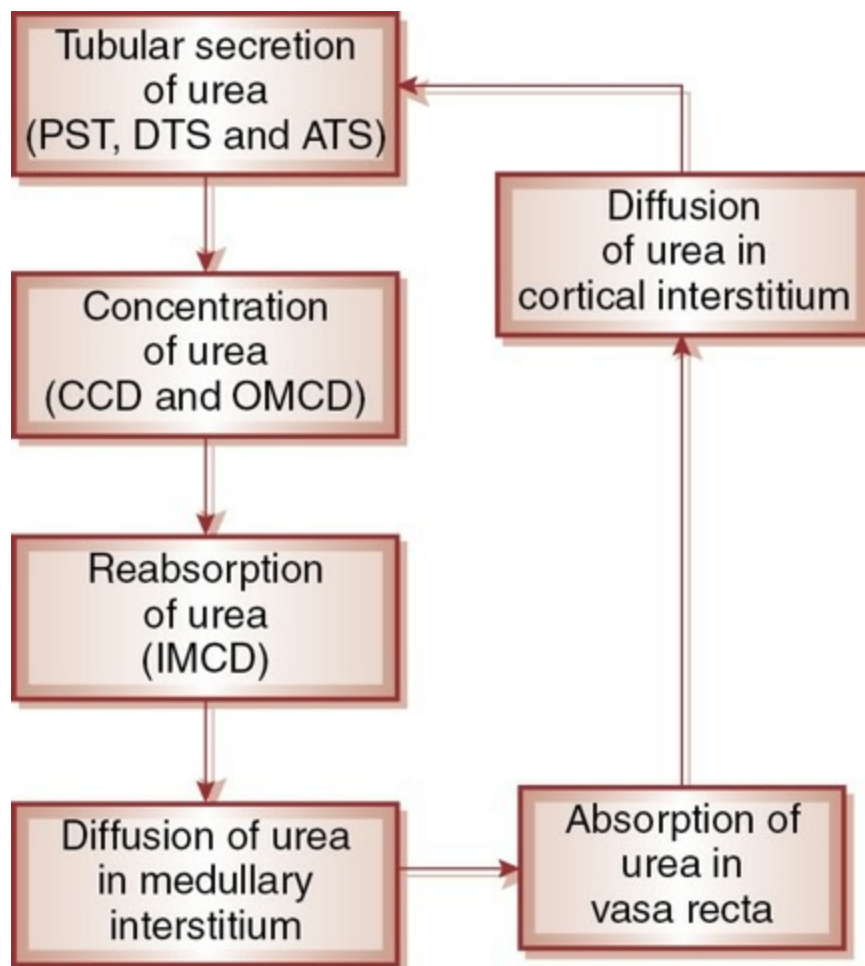 Tubular secretion
of urea
(PST, DTS and ATS)
Concentration
of urea
(CCD and OMCD)
Reabsorption
of urea
(IMCD)
Diffusion of urea
in medullary
interstitium
Absorption of
urea in
vasa recta
Diffusion
of urea in
cortical interstitium